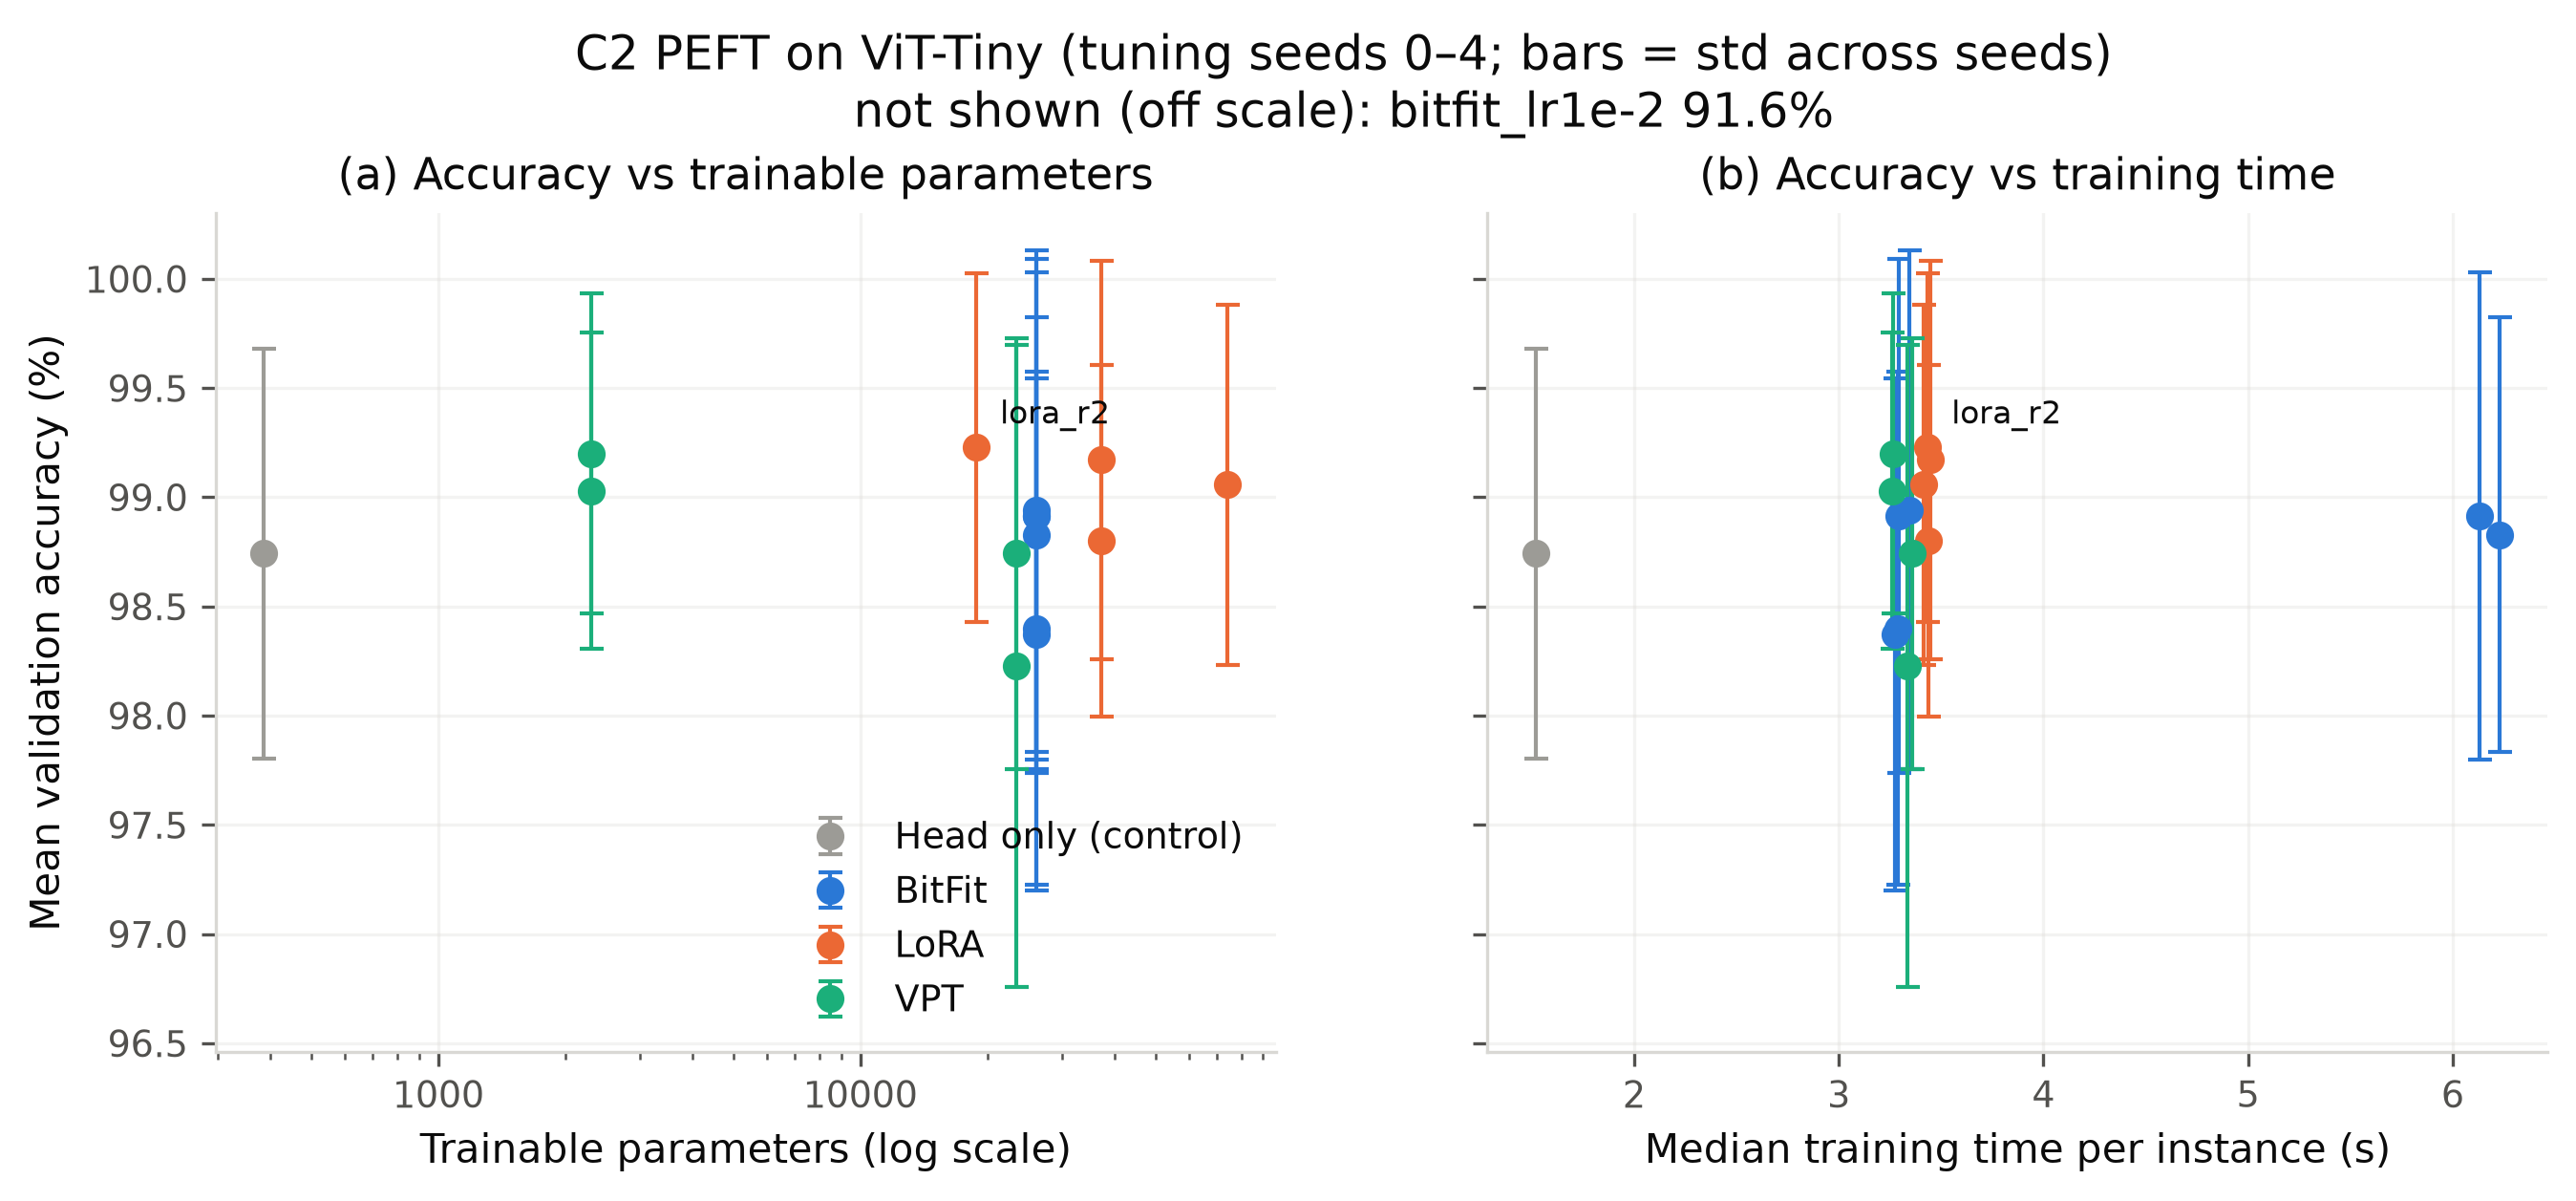 C2 PEFT on ViT-Tiny (tuning seeds 0–4; bars = std across seeds)
not shown (off scale): bitfit_lr1e-2 91.6%
(a) Accuracy vs trainable parameters
Mean validation accuracy (%)
100.0
99.5
99.0
98.5
98.0
97.5
97.0
96.5
lora_r2
Head only (control)
BitFit
LoRA
VPT
1000
10000
Trainable parameters (log scale)
(b) Accuracy vs training time
lora_r2
2
3
4
5
6
Median training time per instance (s)